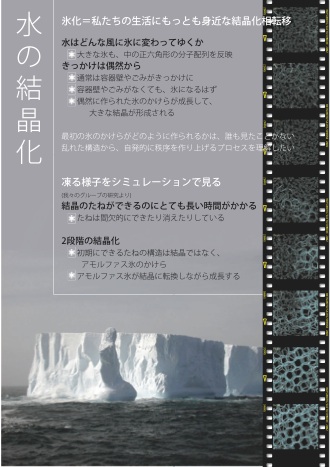 水の結晶化
氷化＝私たちの生活にもっとも身近な結晶化相転移
水はどんな風に氷に変わってゆくか
＊大きな氷も、中の正六角形の分子配列を反映
きっかけは偶然から
＊通常は容器壁やごみがきっかけに
＊容器壁やごみがなくても、氷になるはず
＊偶然に作られた氷のかけらが成長して、
大きな結晶が形成される
最初の氷のかけらがどのように作られるかは、誰も見たことがない
乱れた構造から、自発的に秩序を作り上げるプロセスを理解したい
凍る様子をシミュレーションで見る
(我々のグループの研究より)
結晶のたねができるのにとても長い時間がかかる
＊たねは間欠的にできたり消えたりしている
2段階の結晶化
＊初期にできるたねの構造は結晶ではなく、
アモルファス氷のかけら
＊アモルファス氷が結晶に転換しながら成長する